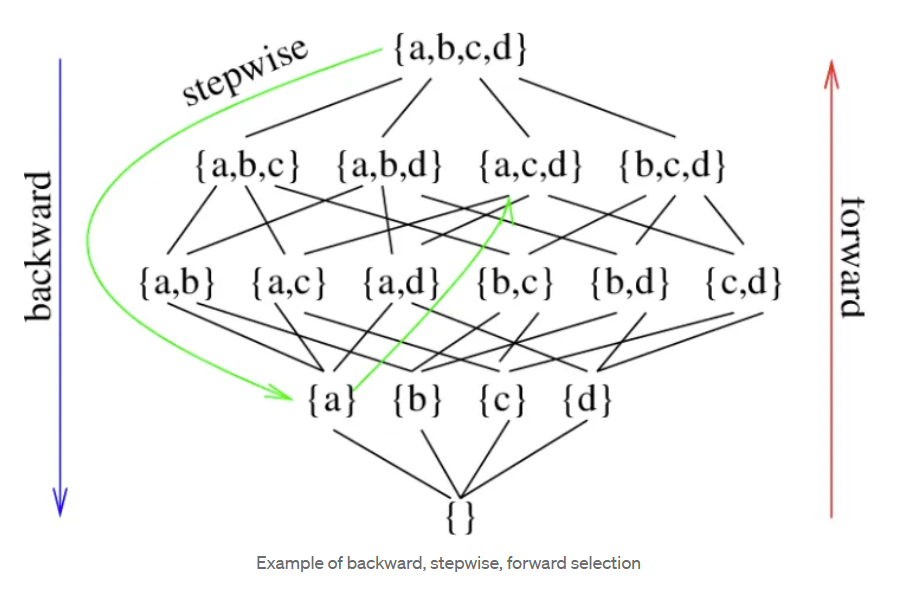 {a,b,c,d}
stepwise
{a,b,c} {a,b,d} {a,c,d} {b,c,d}
backward
forward
{a,b} {a,c} {a,d} {b,c} {b,d} {c,d}
{a} {b} {c} {d}
{}
Example of backward, stepwise, forward selection